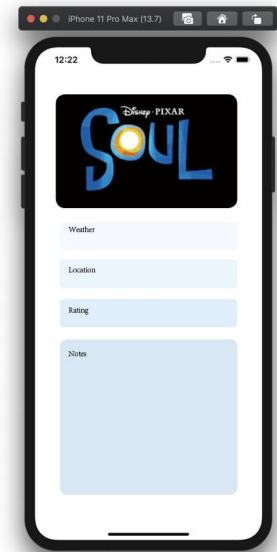 iPhone 11 Pro Max (13.7)
12:22
Disney · PIXAR
SOUL
Weather
Location
Rating
Notes